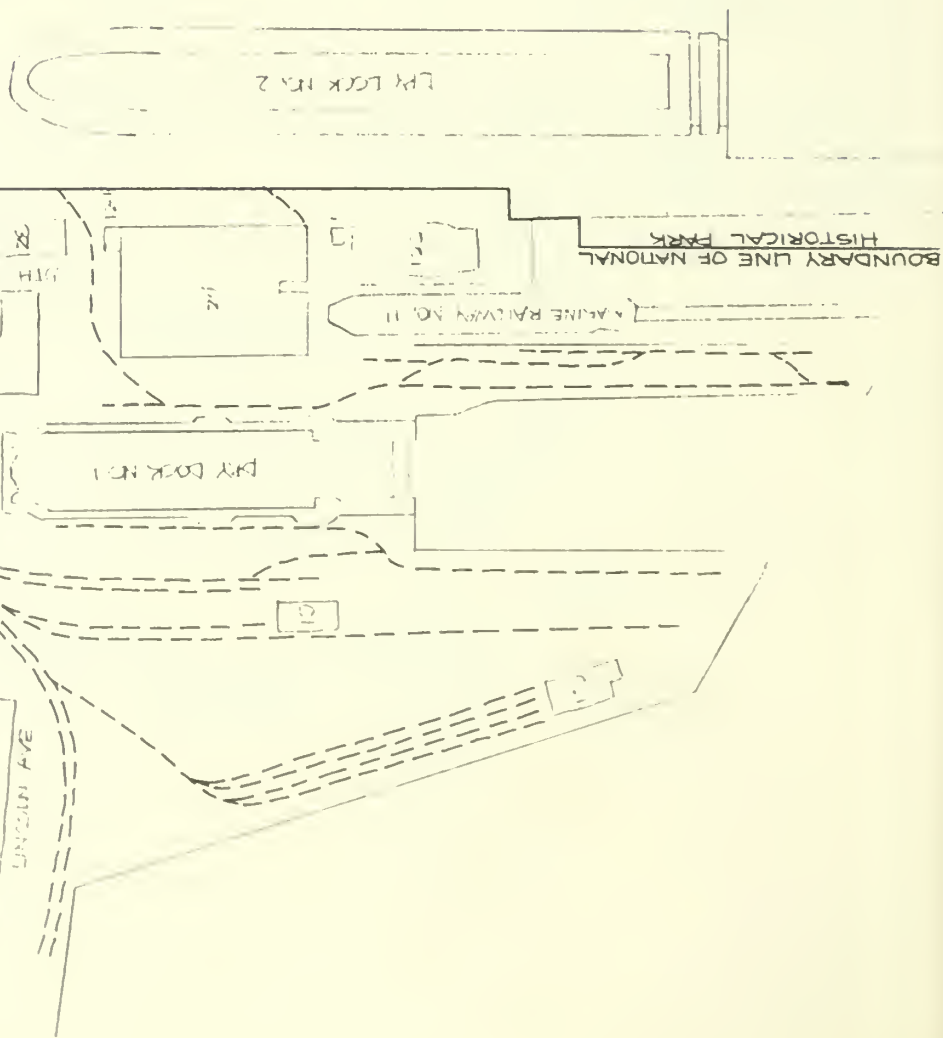 DRY DOCK NO. 2
BOUNDARY LINE OF NATIONAL
HISTORICAL PARK
MARINE RAILWAY NO. 11
DRY DOCK NO. 1
LINCOLN AVE